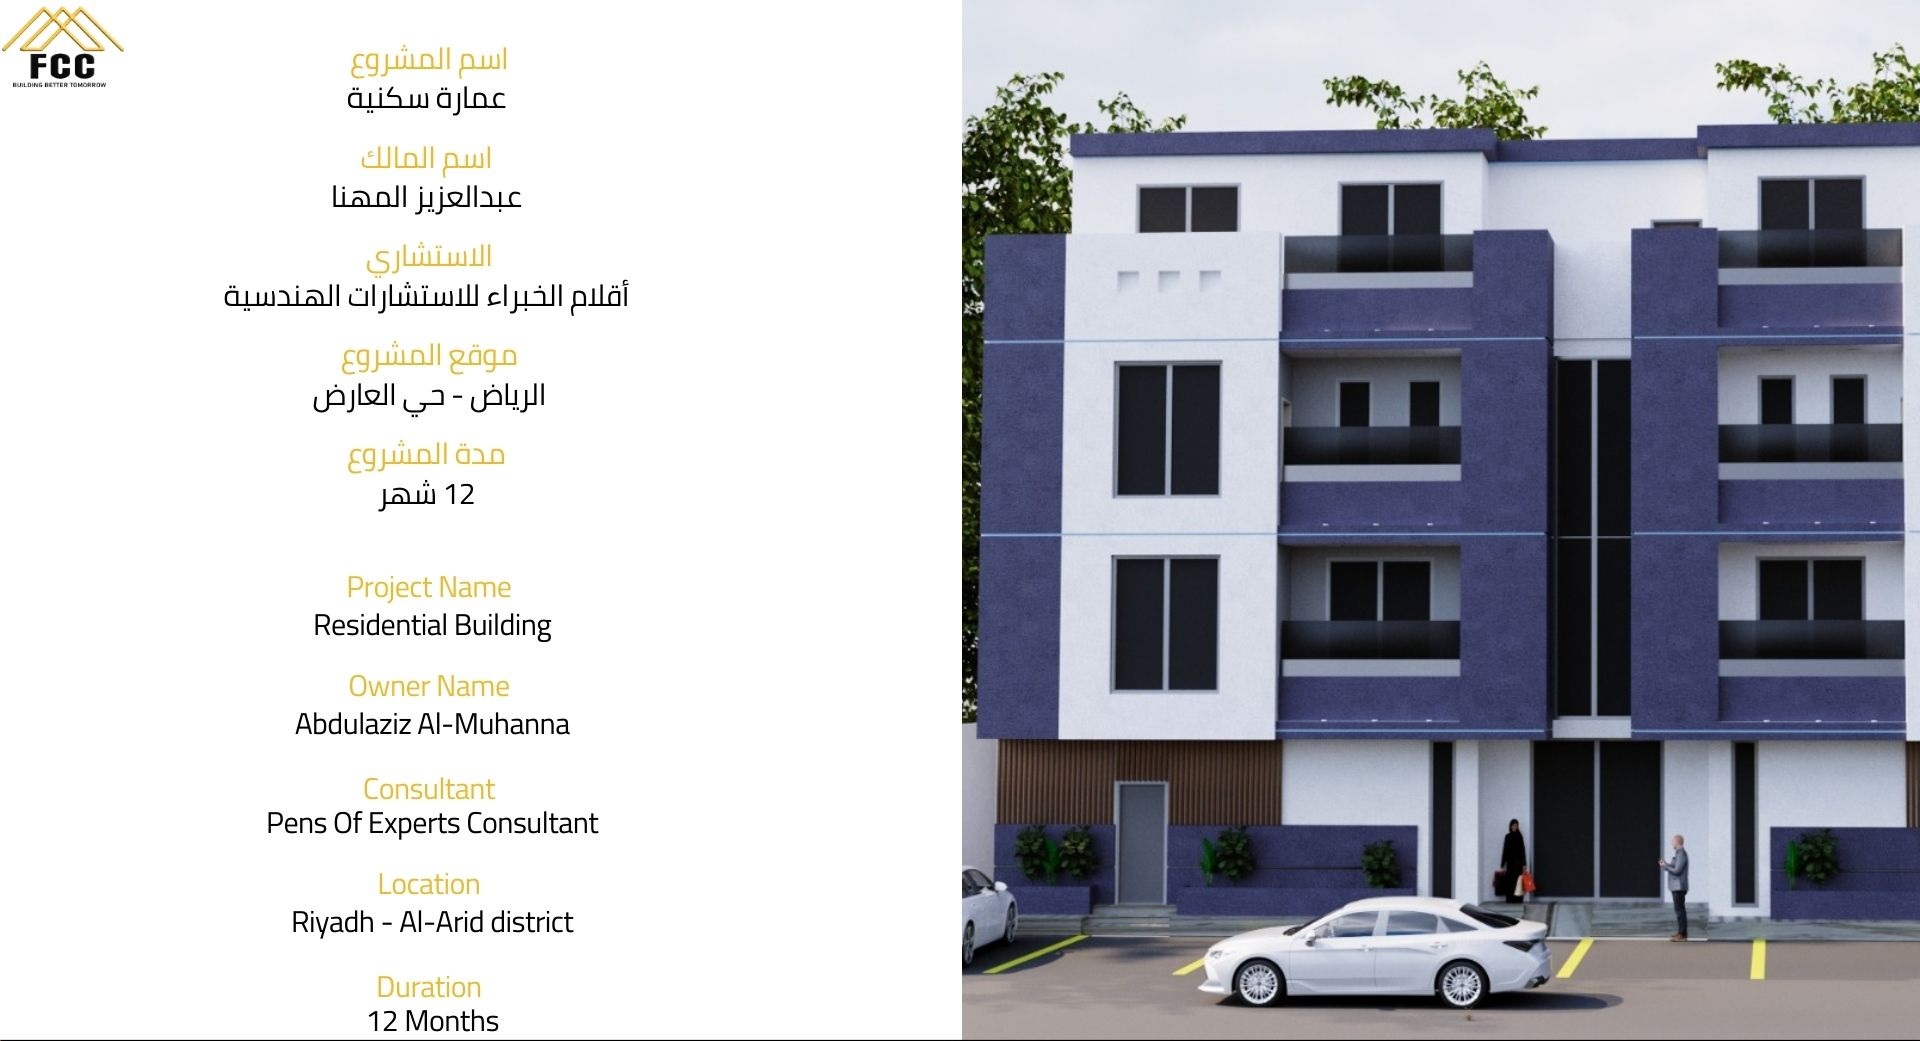 FCC
BUILDING BETTER TOMORROW
اسم المشروع
عمارة سكنية
اسم المالك
عبدالعزيز المهنا
الاستشاري
أقلام الخبراء للاستشارات الهندسية
موقع المشروع
الرياض - حي العارض
مدة المشروع
12 شهر
Project Name
Residential Building
Owner Name
Abdulaziz Al-Muhanna
Consultant
Pens Of Experts Consultant
Location
Riyadh - Al-Arid district
Duration
12 Months